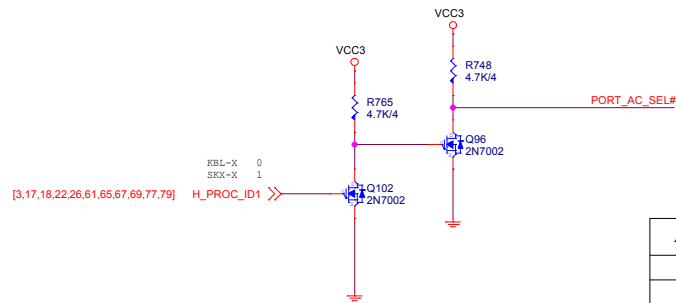 VCC3
VCC3
R748
4.7K/4
R765
4.7K/4
PORT_AC_SEL#
Q96
2N7002
KBL-X 0
SKX-X 1
Q102
2N7002
[3,17,18,22,26,61,65,67,69,77,79] H_PROC_ID1